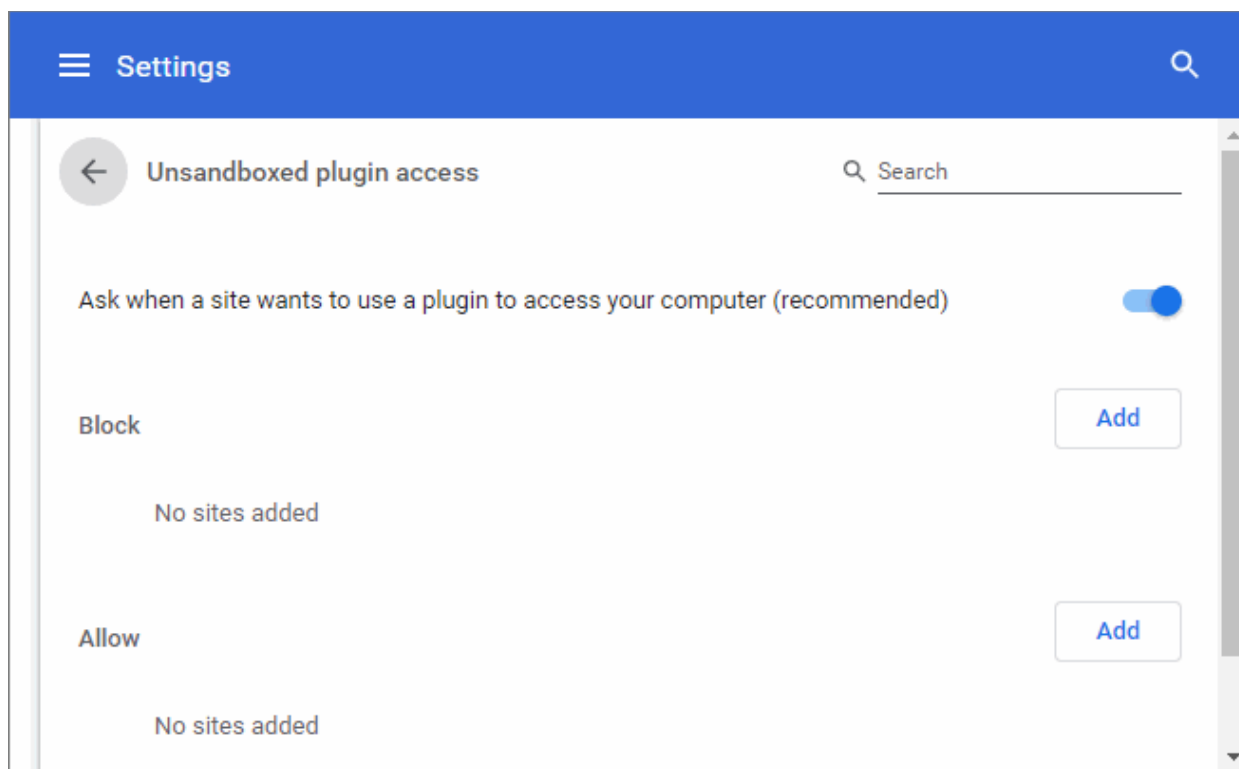 Settings
Unsandboxed plugin access
Search
Ask when a site wants to use a plugin to access your computer (recommended)
Block
Add
No sites added
Allow
Add
No sites added